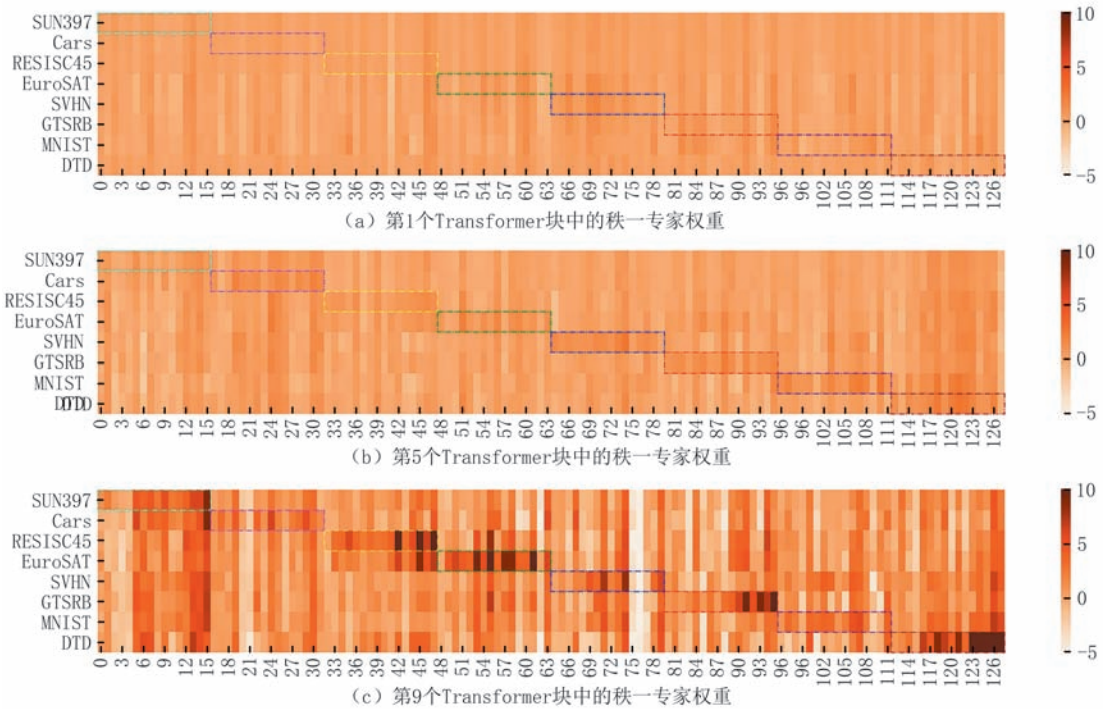 SUN397
Cars
RESISC45
EuroSAT
SVHN
GTSRB
MNIST
DTD
0 3 6 9 12 15 18 21 24 27 30 33 36 39 42 45 48 51 54 57 60 63 66 69 72 75 78 81 84 87 90 93 96 96 102 105 108 111 114 117 120 123 126
10
5
0
−5
(a)第1个Transformer块中的秩一专家权重
SUN397
Cars
RESISC45
EuroSAT
SVHN
GTSRB
MNIST
0 3 6 9 12 15 18 21 24 27 30 33 36 39 42 45 48 51 54 57 60 63 66 69 72 75 78 81 84 87 90 93 96 96 102 105 108 111 114 117 120 123 126
10
5
0
−5
(b)第5个Transformer块中的秩一专家权重
SUN397
Cars
RESISC45
EuroSAT
SVHN
GTSRB
MNIST
DTD
0 3 6 9 12 15 18 21 24 27 30 33 36 39 42 45 48 51 54 57 60 63 66 69 72 75 78 81 84 87 90 93 96 96 102 105 108 111 114 117 120 123 126
10
5
0
−5
(c)第9个Transformer块中的秩一专家权重